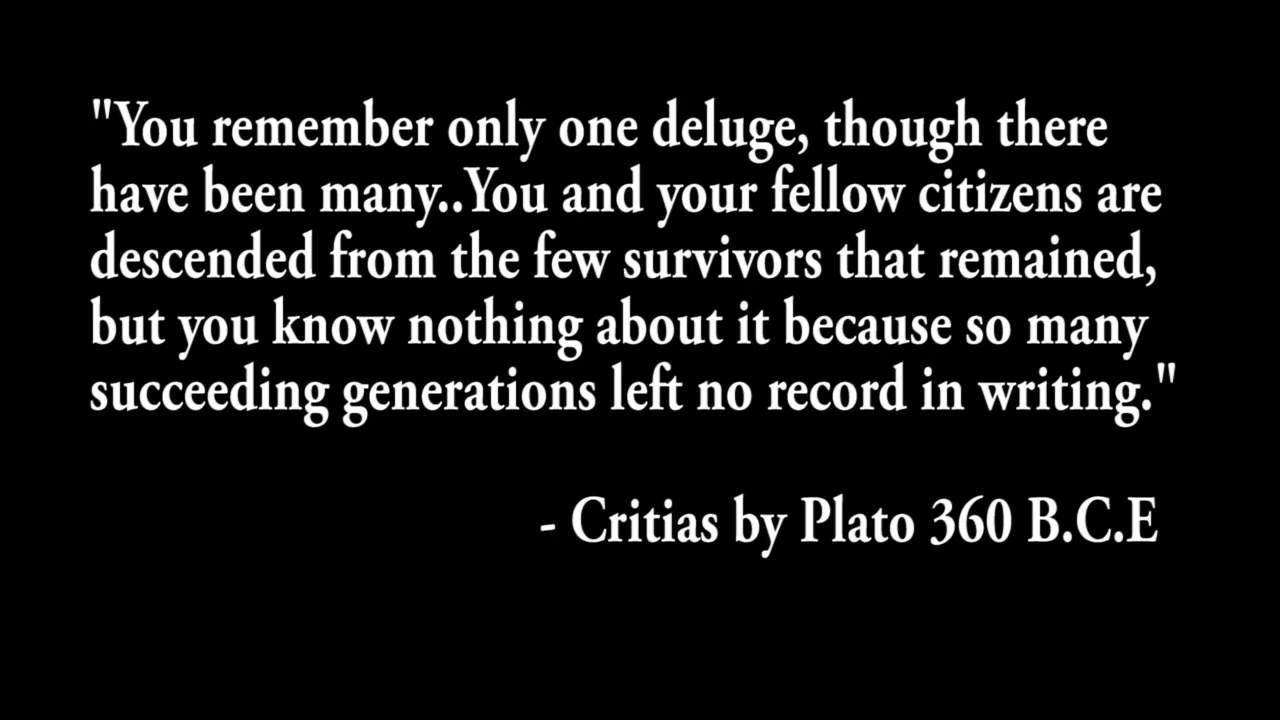 "You remember only one deluge, though there
have been many..You and your fellow citizens are
descended from the few survivors that remained,
but you know nothing about it because so many
succeeding generations left no record in writing."
- Critias by Plato 360 B.C.E